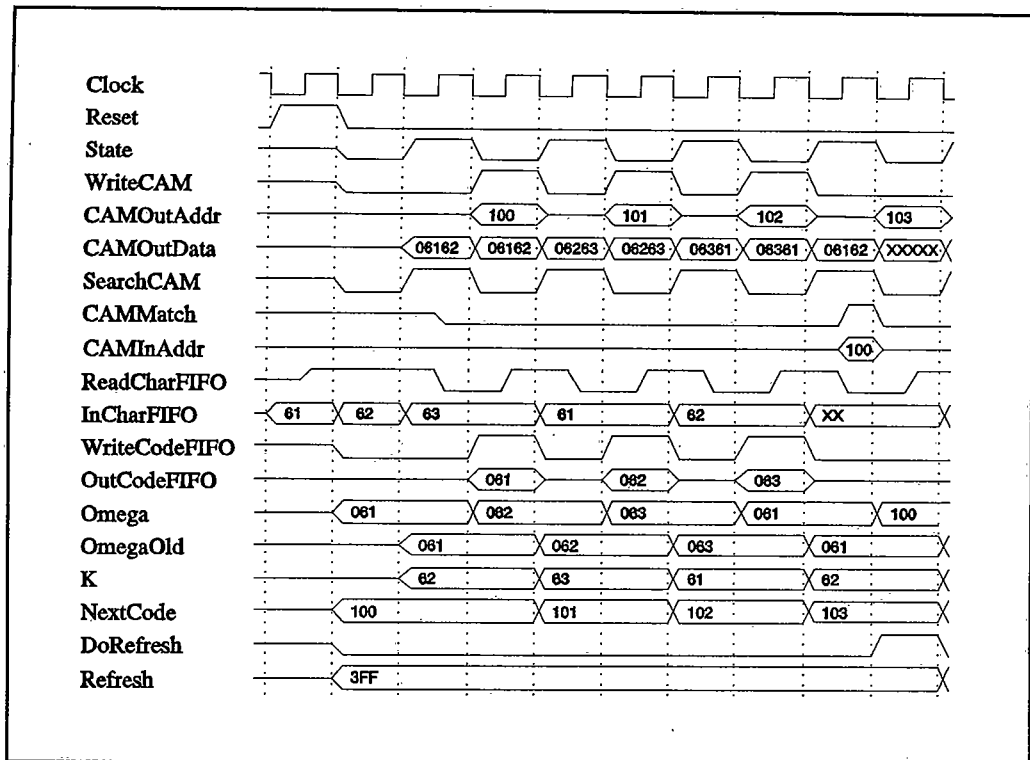 Clock
Reset
State
WriteCAM
CAMOutAddr 100 101 102 103
CAMOutData 06162 06162 06263 06263 06361 06361 06162 XXXXX
SearchCAM
CAMMatch
CAMInAddr 100
ReadCharFIFO
InCharFIFO 61 62 63 61 62 XX
WriteCodeFIFO
OutCodeFIFO 061 062 063
Omega 061 062 063 061 100
OmegaOld 061 062 063 061
K 62 63 61 62
NextCode 100 101 102 103
DoRefresh
Refresh 3FF